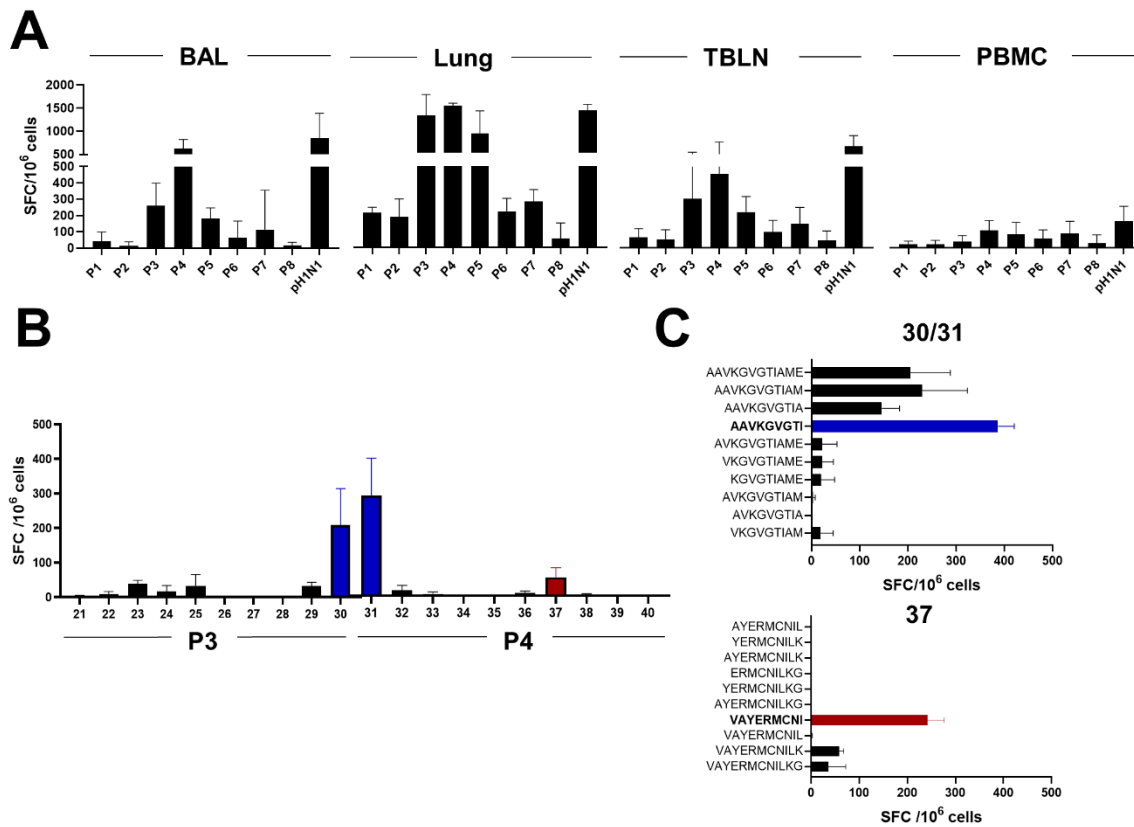 A
BAL
Lung
TBLN
PBMC
SFC/10⁶ cells
2000
1500
1000
500
500
400
300
200
100
0
P1 P2 P3 P4 P5 P6 P7 P8 pH1N1
P1 P2 P3 P4 P5 P6 P7 P8 pH1N1
P1 P2 P3 P4 P5 P6 P7 P8 pH1N1
P1 P2 P3 P4 P5 P6 P7 P8 pH1N1
B
SFC /10⁶ cells
500
400
300
200
100
0
21 22 23 24 25 26 27 28 29 30 31 32 33 34 35 36 37 38 39 40
P3
P4
C
30/31
AAVKGVGTIAME
AAVKGVGTIAM
AAVKGVGTIA
AAVKGVGTI
AVKGVGTIAME
VKGVGTIAME
KGVGTIAME
AVKGVGTIAM
AVKGVGTIA
VKGVGTIAM
0 100 200 300 400 500
SFC/10⁶ cells
37
AYERMCNIL
YERMCNILK
AYERMCNILK
ERMCNILKG
YERMCNILKG
AYERMCNILKG
VAYERMCNI
VAYERMCNIL
VAYERMCNILK
VAYERMCNILKG
0 100 200 300 400 500
SFC /10⁶ cells